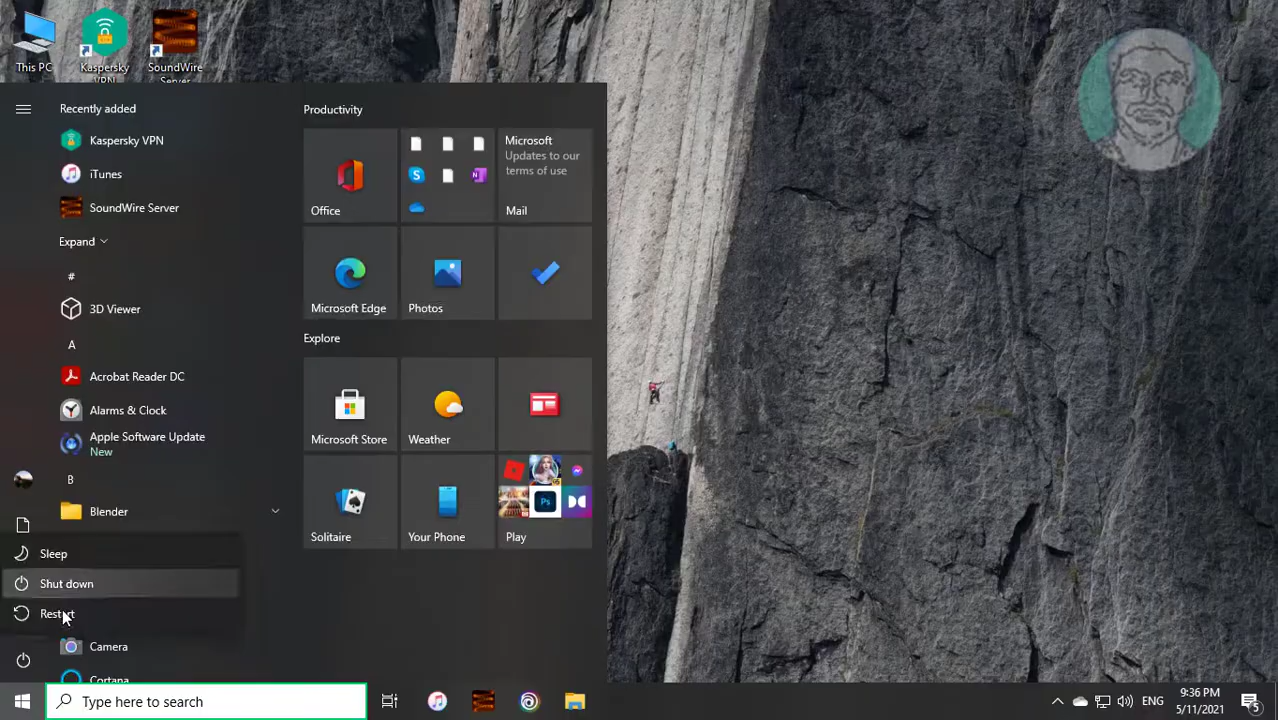 This PC
Kaspersky VPN
SoundWire Server
Recently added
Kaspersky VPN
iTunes
SoundWire Server
Expand
#
3D Viewer
A
Acrobat Reader DC
Alarms & Clock
Apple Software Update
New
B
Blender
Sleep
Shut down
Restart
Camera
Cortana
Productivity
Office
Microsoft
Updates to our
terms of use
Mail
Microsoft Edge
Photos
Explore
Microsoft Store
Weather
Solitaire
Your Phone
Play
Ps
Type here to search
ENG
9:36 PM
5/11/2021
5